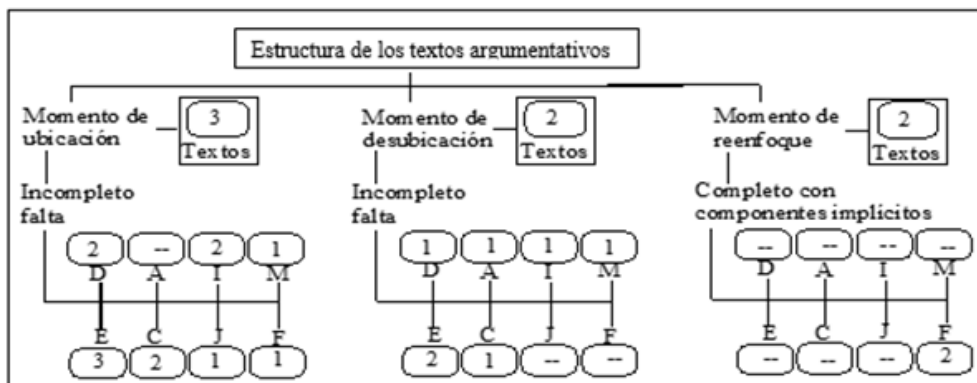 Estructura de los textos argumentativos
Momento de ubicación
3
Textos
Incompleto falta
2 -- 2 1
D A I M
E C J F
3 2 1 1
Momento de desubicación
2
Textos
Incompleto falta
1 1 1 1
D A I M
E C J F
2 1 -- --
Momento de reenfoque
2
Textos
Completo con componentes implícitos
-- -- -- --
D A I M
E C J F
-- -- -- 2